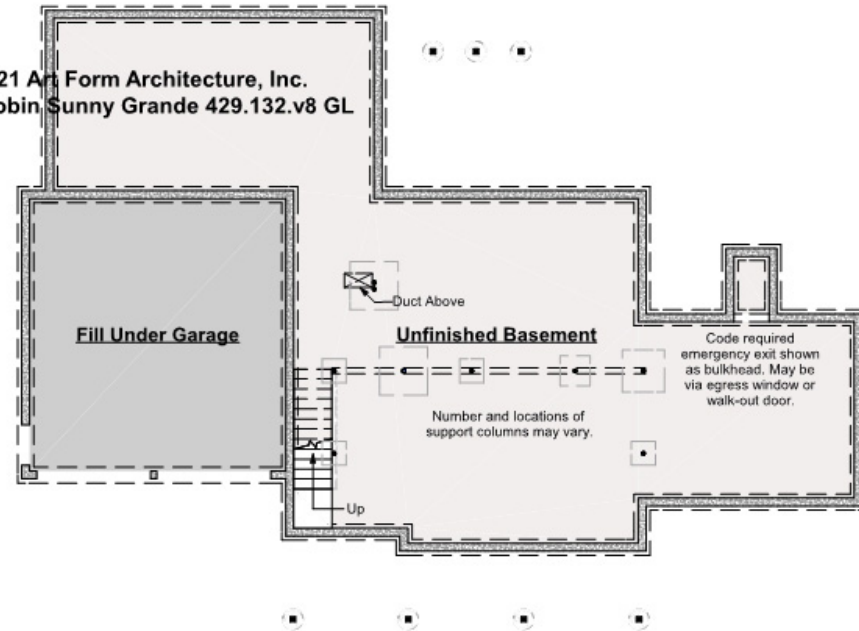 21 Art Form Architecture, Inc.
obin Sunny Grande 429.132.v8 GL
Duct Above
Fill Under Garage
Unfinished Basement
Code required
emergency exit shown
as bulkhead. May be
via egress window or
walk-out door.
Number and locations of
support columns may vary.
Up